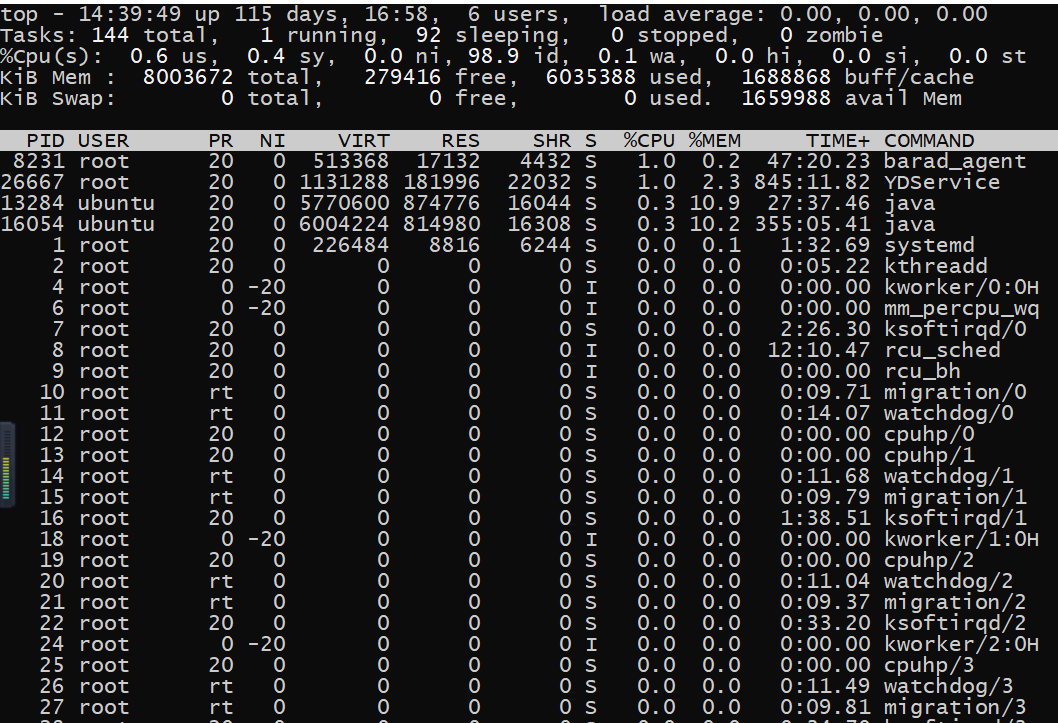 top - 14:39:49 up 115 days, 16:58,  6 users,  load average: 0.00, 0.00, 0.00
Tasks: 144 total,   1 running,  92 sleeping,   0 stopped,   0 zombie
%Cpu(s):  0.6 us,  0.4 sy,  0.0 ni, 98.9 id,  0.1 wa,  0.0 hi,  0.0 si,  0.0 st
KiB Mem :  8003672 total,   279416 free,  6035388 used,  1688868 buff/cache
KiB Swap:        0 total,        0 free,        0 used.  1659988 avail Mem
  PID USER      PR  NI    VIRT    RES    SHR S  %CPU %MEM     TIME+ COMMAND
 8231 root      20   0  513368  17132   4432 S   1.0  0.2  47:20.23 barad_agent
26667 root      20   0 1131288 181996  22032 S   1.0  2.3 845:11.82 YDService
13284 ubuntu    20   0 5770600 874776  16044 S   0.3 10.9  27:37.46 java
16054 ubuntu    20   0 6004224 814980  16308 S   0.3 10.2 355:05.41 java
    1 root      20   0  226484   8816   6244 S   0.0  0.1   1:32.69 systemd
    2 root      20   0       0      0      0 S   0.0  0.0   0:05.22 kthreadd
    4 root       0 -20       0      0      0 I   0.0  0.0   0:00.00 kworker/0:0H
    6 root       0 -20       0      0      0 I   0.0  0.0   0:00.00 mm_percpu_wq
    7 root      20   0       0      0      0 S   0.0  0.0   2:26.30 ksoftirqd/0
    8 root      20   0       0      0      0 I   0.0  0.0  12:10.47 rcu_sched
    9 root      20   0       0      0      0 I   0.0  0.0   0:00.00 rcu_bh
   10 root      rt   0       0      0      0 S   0.0  0.0   0:09.71 migration/0
   11 root      rt   0       0      0      0 S   0.0  0.0   0:14.07 watchdog/0
   12 root      20   0       0      0      0 S   0.0  0.0   0:00.00 cpuhp/0
   13 root      20   0       0      0      0 S   0.0  0.0   0:00.00 cpuhp/1
   14 root      rt   0       0      0      0 S   0.0  0.0   0:11.68 watchdog/1
   15 root      rt   0       0      0      0 S   0.0  0.0   0:09.79 migration/1
   16 root      20   0       0      0      0 S   0.0  0.0   1:38.51 ksoftirqd/1
   18 root       0 -20       0      0      0 I   0.0  0.0   0:00.00 kworker/1:0H
   19 root      20   0       0      0      0 S   0.0  0.0   0:00.00 cpuhp/2
   20 root      rt   0       0      0      0 S   0.0  0.0   0:11.04 watchdog/2
   21 root      rt   0       0      0      0 S   0.0  0.0   0:09.37 migration/2
   22 root      20   0       0      0      0 S   0.0  0.0   0:33.20 ksoftirqd/2
   24 root       0 -20       0      0      0 I   0.0  0.0   0:00.00 kworker/2:0H
   25 root      20   0       0      0      0 S   0.0  0.0   0:00.00 cpuhp/3
   26 root      rt   0       0      0      0 S   0.0  0.0   0:11.49 watchdog/3
   27 root      rt   0       0      0      0 S   0.0  0.0   0:09.81 migration/3